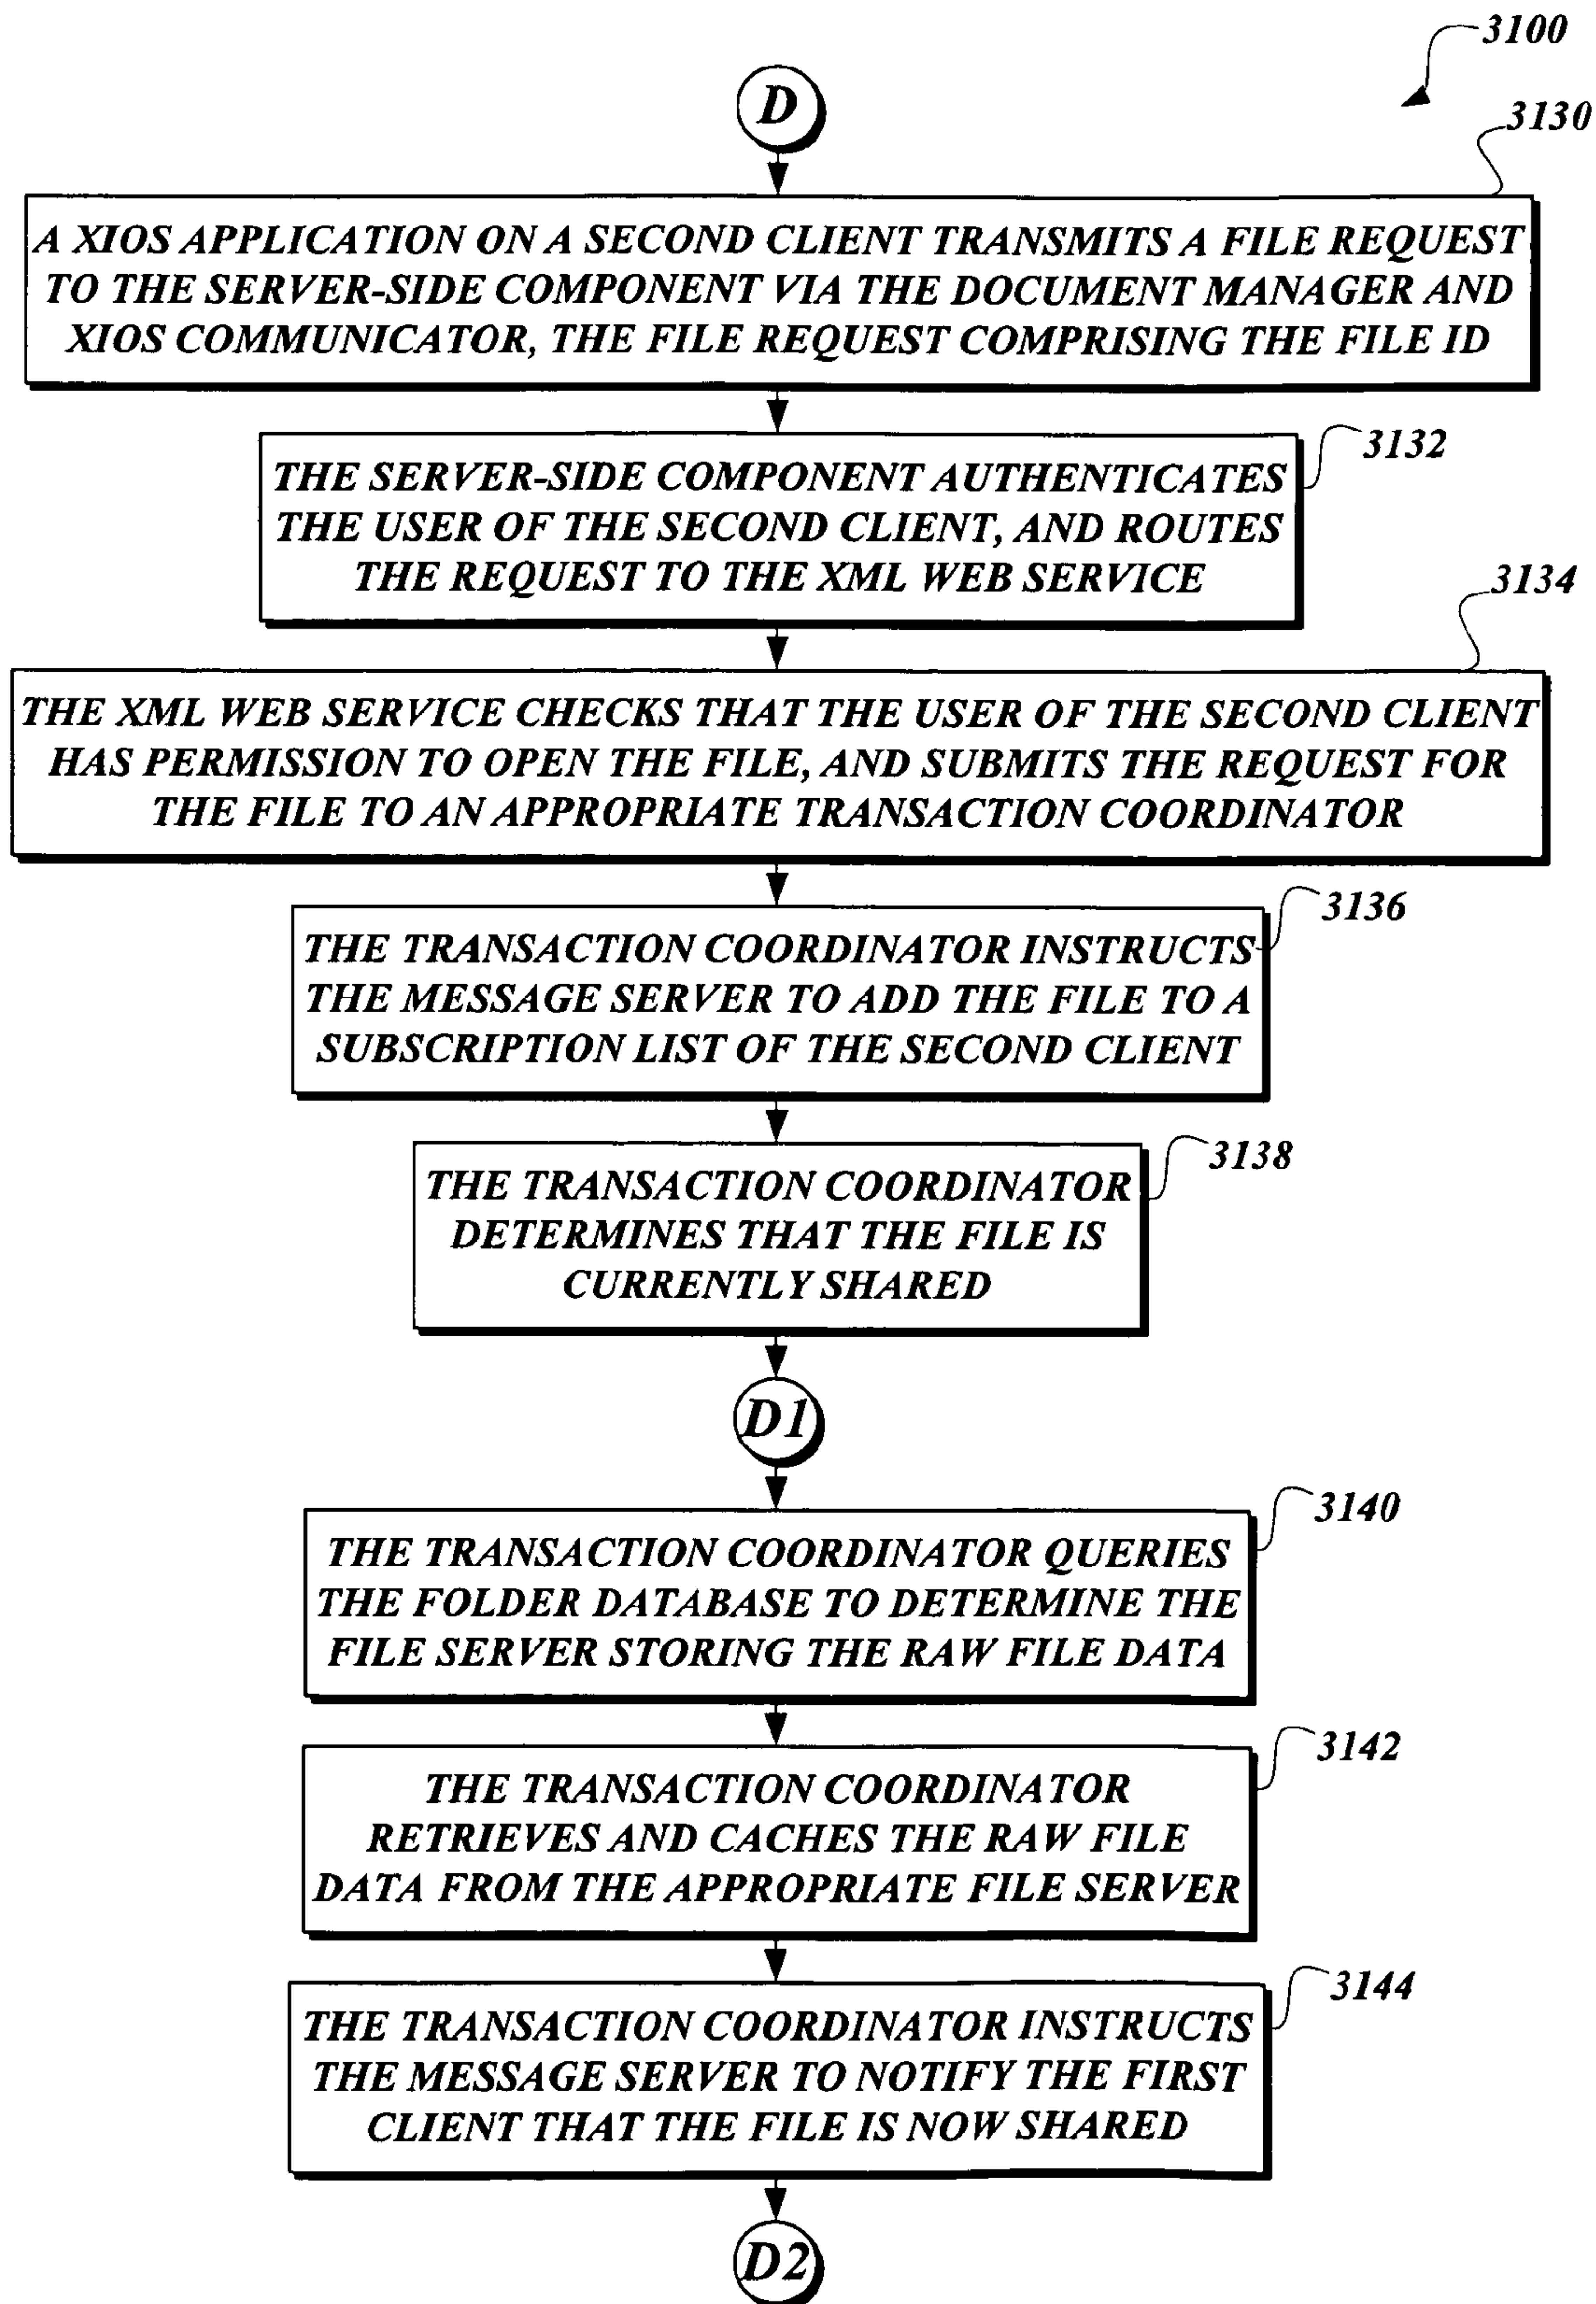 3100
D
3130
A XIOS APPLICATION ON A SECOND CLIENT TRANSMITS A FILE REQUEST
TO THE SERVER-SIDE COMPONENT VIA THE DOCUMENT MANAGER AND
XIOS COMMUNICATOR, THE FILE REQUEST COMPRISING THE FILE ID
3132
THE SERVER-SIDE COMPONENT AUTHENTICATES
THE USER OF THE SECOND CLIENT, AND ROUTES
THE REQUEST TO THE XML WEB SERVICE
3134
THE XML WEB SERVICE CHECKS THAT THE USER OF THE SECOND CLIENT
HAS PERMISSION TO OPEN THE FILE, AND SUBMITS THE REQUEST FOR
THE FILE TO AN APPROPRIATE TRANSACTION COORDINATOR
3136
THE TRANSACTION COORDINATOR INSTRUCTS
THE MESSAGE SERVER TO ADD THE FILE TO A
SUBSCRIPTION LIST OF THE SECOND CLIENT
3138
THE TRANSACTION COORDINATOR
DETERMINES THAT THE FILE IS
CURRENTLY SHARED
D1
3140
THE TRANSACTION COORDINATOR QUERIES
THE FOLDER DATABASE TO DETERMINE THE
FILE SERVER STORING THE RAW FILE DATA
3142
THE TRANSACTION COORDINATOR
RETRIEVES AND CACHES THE RAW FILE
DATA FROM THE APPROPRIATE FILE SERVER
3144
THE TRANSACTION COORDINATOR INSTRUCTS
THE MESSAGE SERVER TO NOTIFY THE FIRST
CLIENT THAT THE FILE IS NOW SHARED
D2